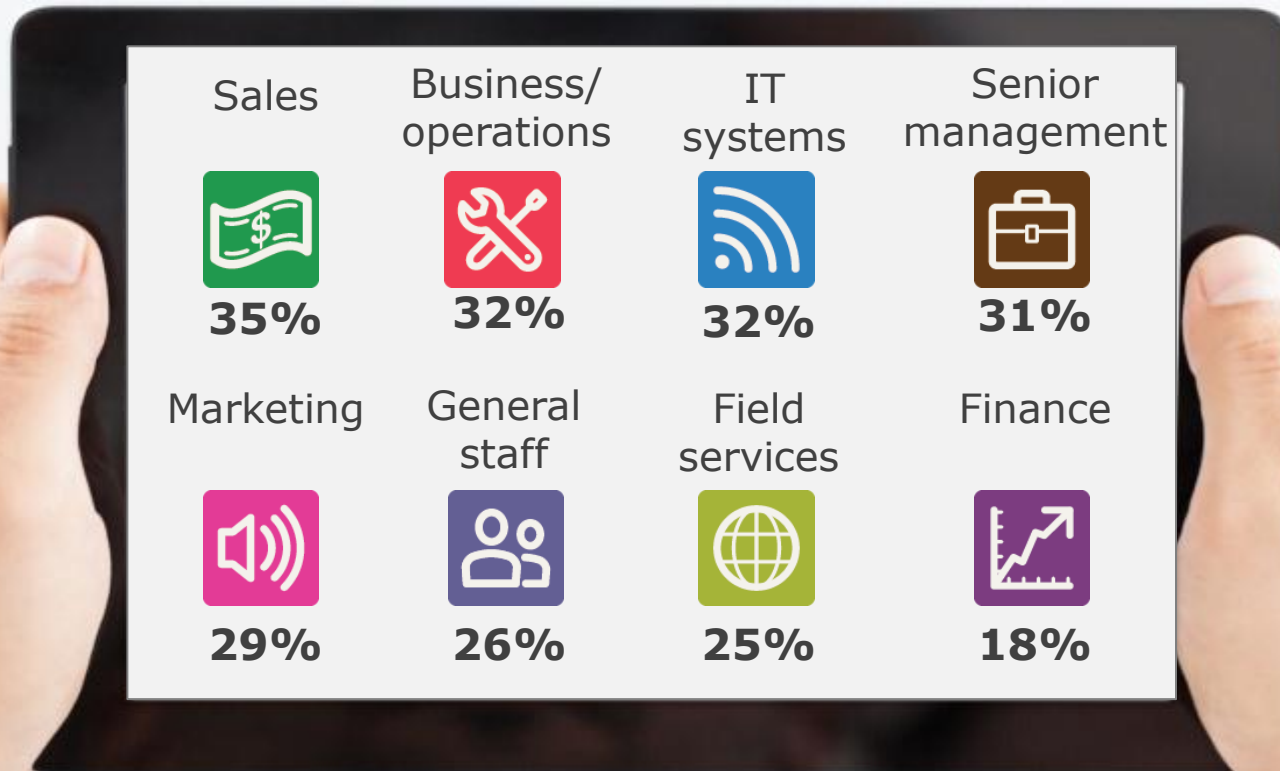 Sales
Business/
operations
IT
systems
Senior
management
$
35%
32%
32%
31%
Marketing
General
staff
Field
services
Finance
29%
26%
25%
18%